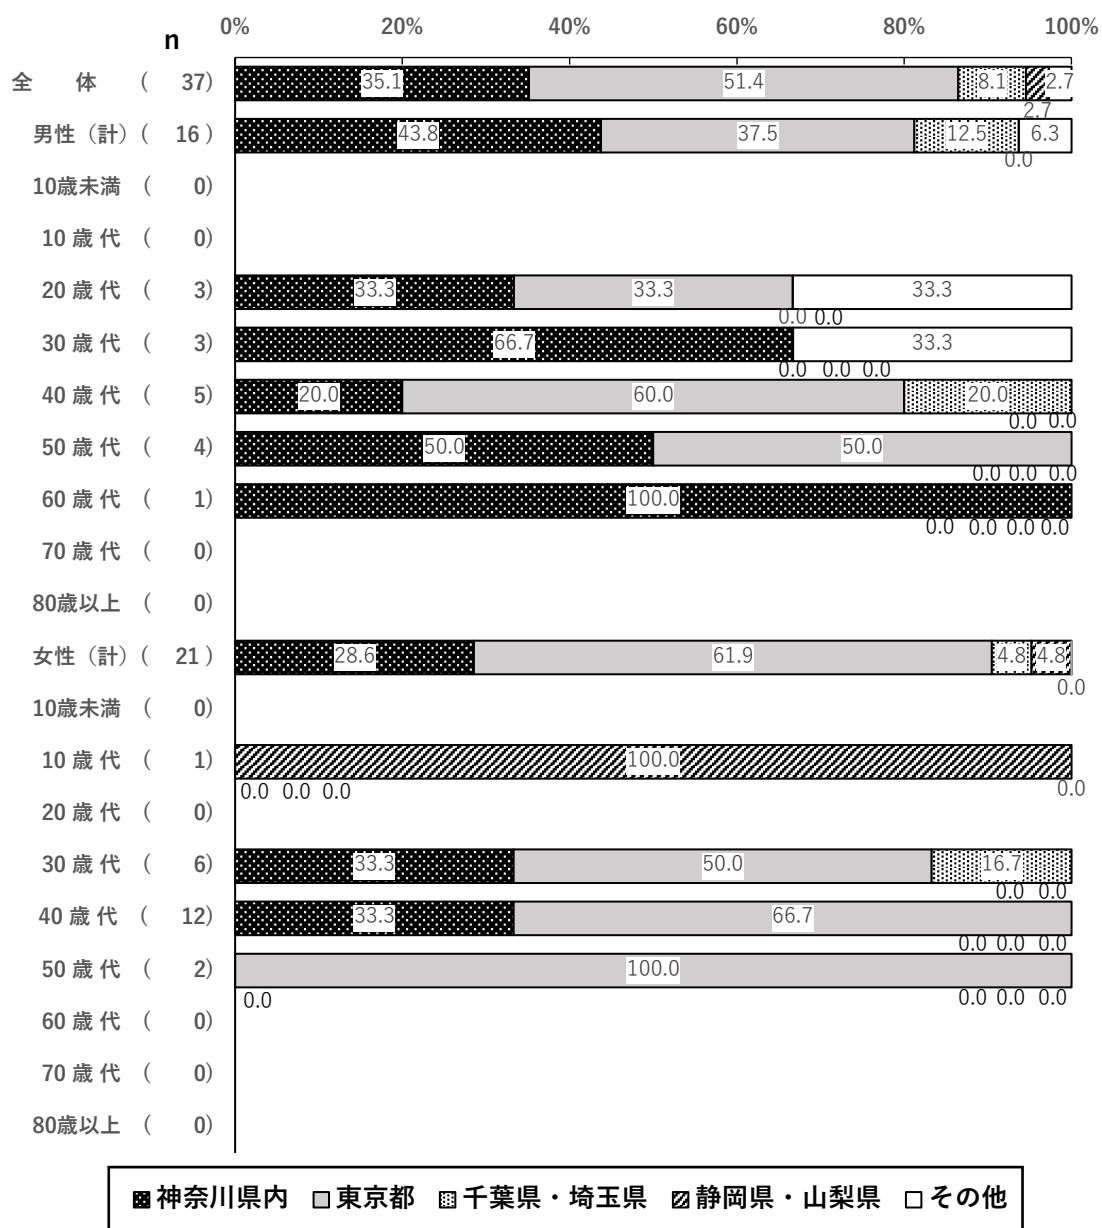 0% 20% 40% 60% 80% 100%
n
全 体 ( 37) 35.1 51.4 8.1 2.7
2.7
男性（計）( 16 ) 43.8 37.5 12.5 6.3
0.0
10歳未満 ( 0)
10 歳 代 ( 0)
20 歳 代 ( 3) 33.3 33.3 33.3
0.0 0.0
30 歳 代 ( 3) 66.7 33.3
0.0 0.0 0.0
40 歳 代 ( 5) 20.0 60.0 20.0
0.0 0.0
50 歳 代 ( 4) 50.0 50.0
0.0 0.0 0.0
60 歳 代 ( 1) 100.0
0.0 0.0 0.0 0.0
70 歳 代 ( 0)
80歳以上 ( 0)
女性（計）( 21 ) 28.6 61.9 4.8 4.8
0.0
10歳未満 ( 0)
10 歳 代 ( 1) 100.0
0.0 0.0 0.0 0.0
20 歳 代 ( 0)
30 歳 代 ( 6) 33.3 50.0 16.7
0.0 0.0
40 歳 代 ( 12) 33.3 66.7
0.0 0.0 0.0
50 歳 代 ( 2) 100.0
0.0 0.0 0.0 0.0
60 歳 代 ( 0)
70 歳 代 ( 0)
80歳以上 ( 0)
神奈川県内 東京都 千葉県・埼玉県 静岡県・山梨県 その他